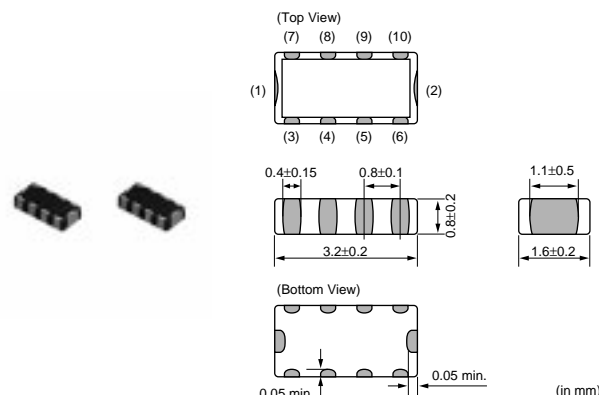 (Top View)
(7) (8) (9) (10)
(1) (2)
(3) (4) (5) (6)
0.4±0.15 0.8±0.1 1.1±0.5
0.8±0.2
3.2±0.2 1.6±0.2
(Bottom View)
0.05 min.
0.05 min.
(in mm)